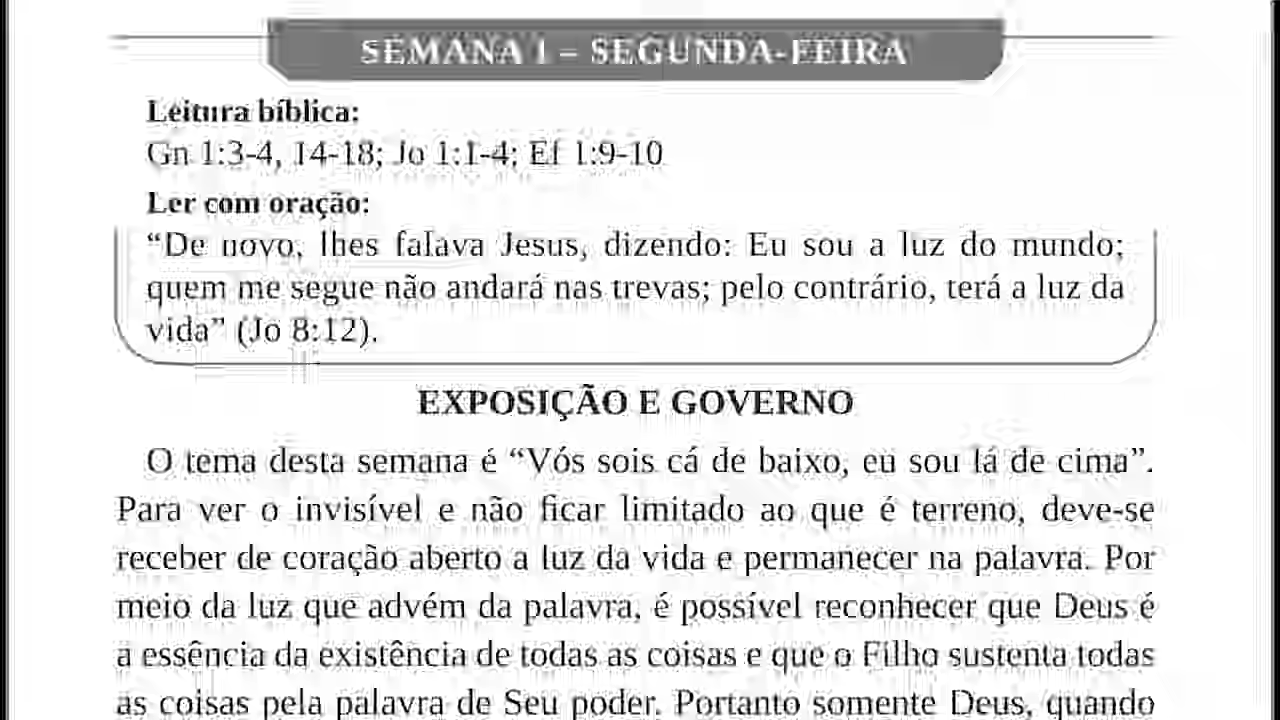 SEMANA 1 – SEGUNDA-FEIRA
Leitura bíblica:
Gn 1:3-4, 14-18; Jo 1:1-4; Ef 1:9-10
Ler com oração:
“De novo, lhes falava Jesus, dizendo: Eu sou a luz do mundo;
quem me segue não andará nas trevas; pelo contrário, terá a luz da
vida” (Jo 8:12).
EXPOSIÇÃO E GOVERNO
O tema desta semana é “Vós sois cá de baixo, eu sou lá de cima”.
Para ver o invisível e não ficar limitado ao que é terreno, deve-se
receber de coração aberto a luz da vida e permanecer na palavra. Por
meio da luz que advém da palavra, é possível reconhecer que Deus é
a essência da existência de todas as coisas e que o Filho sustenta todas
as coisas pela palavra de Seu poder. Portanto somente Deus, quando